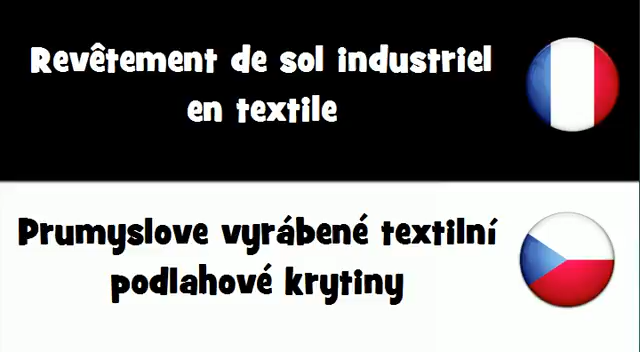 Revêtement de sol industriel
en textile
Prumyslove vyrábené textilní
podlahové krytiny